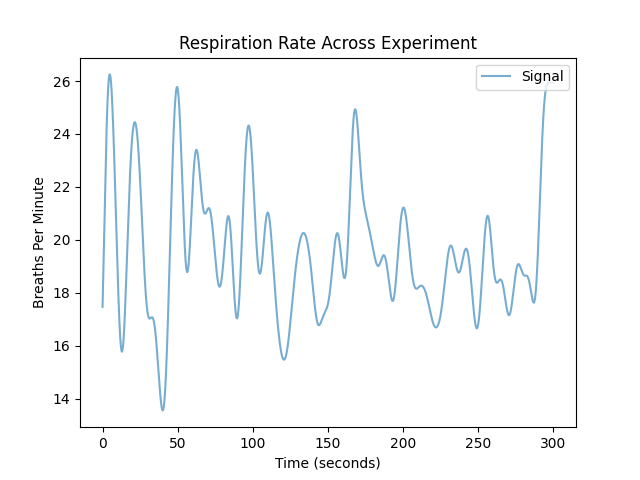 Respiration Rate Across Experiment
Signal
Breaths Per Minute
26
24
22
20
18
16
14
0 50 100 150 200 250 300
Time (seconds)